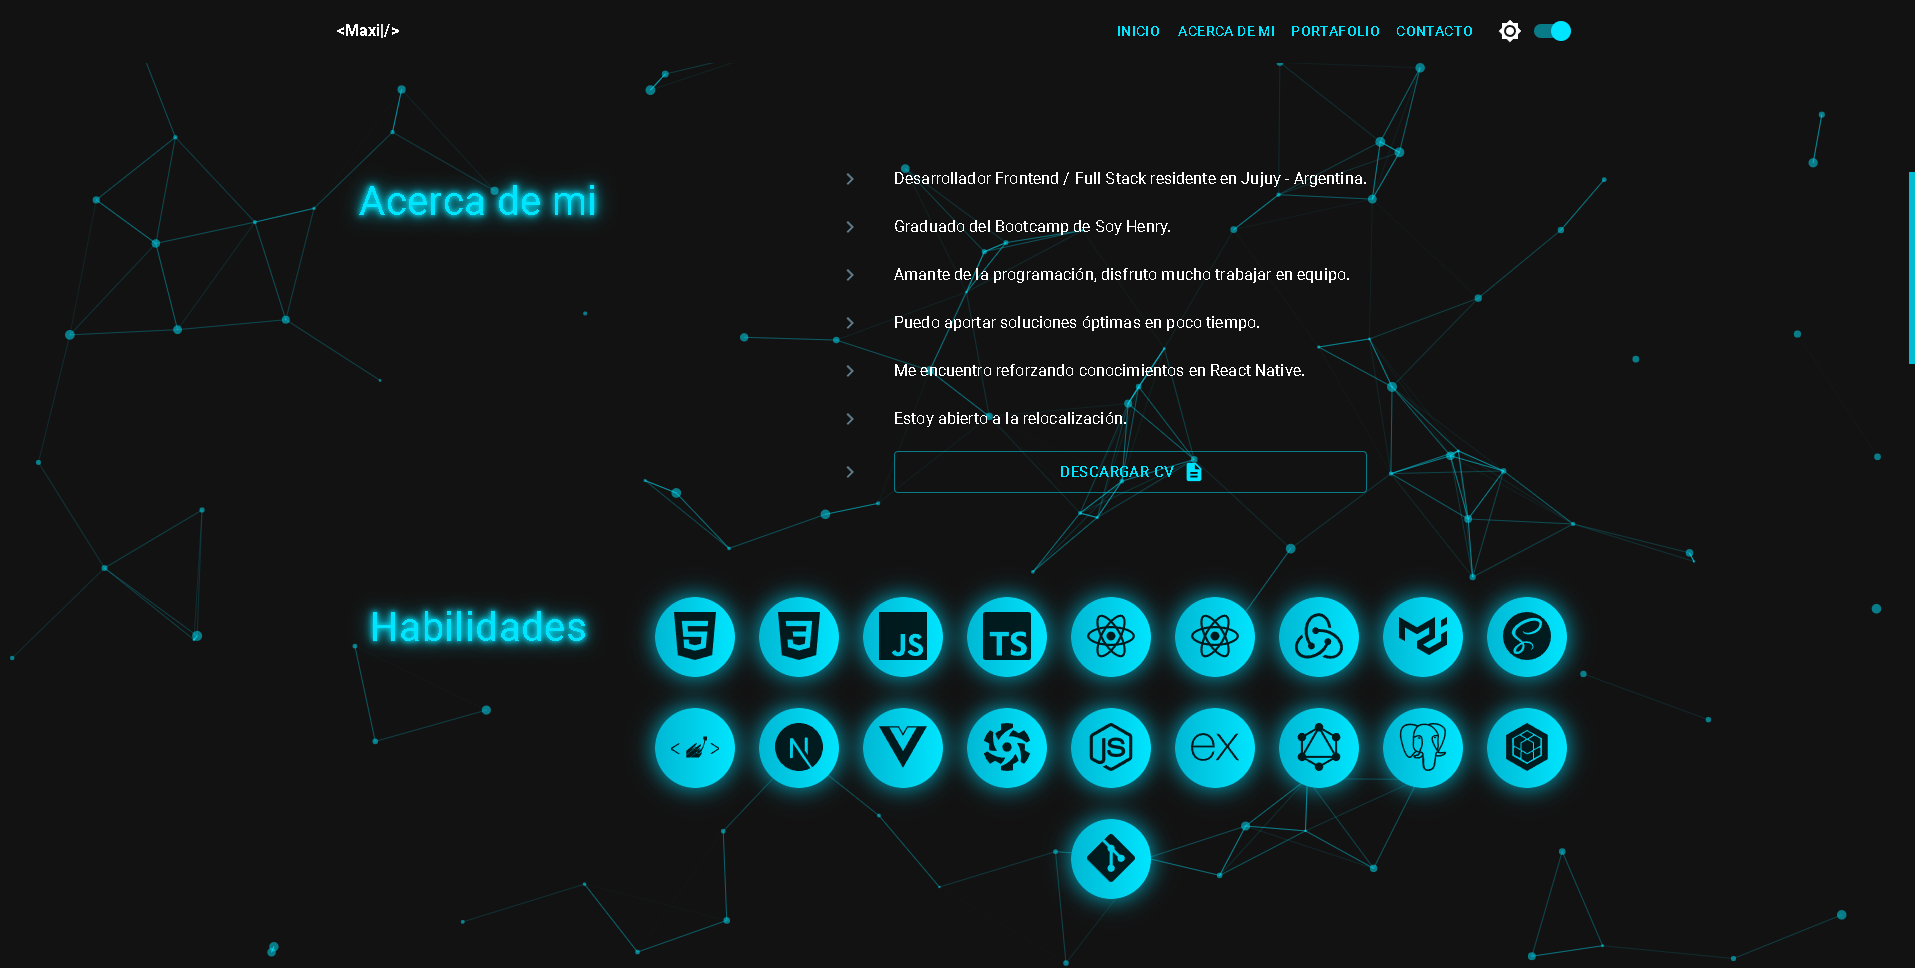 <Maxi|/>
INICIO
ACERCA DE MI
PORTAFOLIO
CONTACTO
Acerca de mi
Desarrollador Frontend / Full Stack residente en Jujuy - Argentina.
Graduado del Bootcamp de Soy Henry.
Amante de la programación, disfruto mucho trabajar en equipo.
Puedo aportar soluciones óptimas en poco tiempo.
Me encuentro reforzando conocimientos en React Native.
Estoy abierto a la relocalización.
DESCARGAR CV
Habilidades
5
3
JS
TS
N
JS
ex